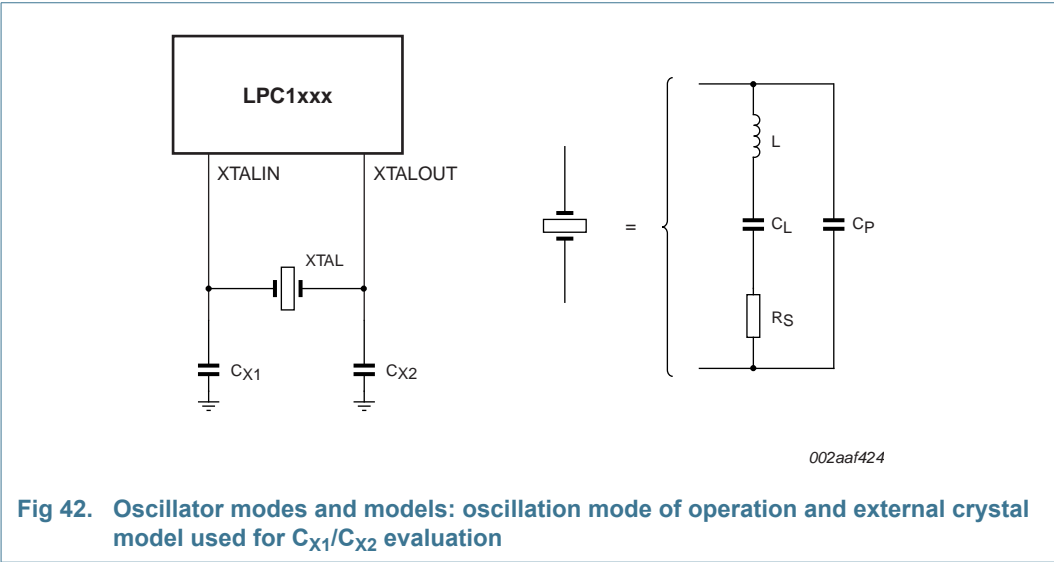 LPC1xxx
XTALIN
XTALOUT
XTAL
CX1
CX2
=
L
CL
CP
RS
002aaf424
Fig 42. Oscillator modes and models: oscillation mode of operation and external crystal
model used for CX1/CX2 evaluation